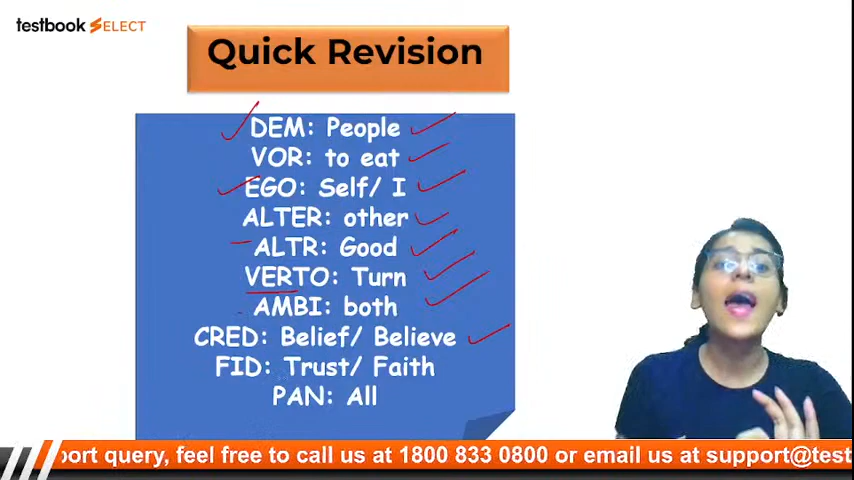 testbook SELECT
Quick Revision
DEM: People
VOR: to eat
EGO: Self/ I
ALTER: other
ALTR: Good
VERTO: Turn
AMBI: both
CRED: Belief/ Believe
FID: Trust/ Faith
PAN: All
port query, feel free to call us at 1800 833 0800 or email us at support@test